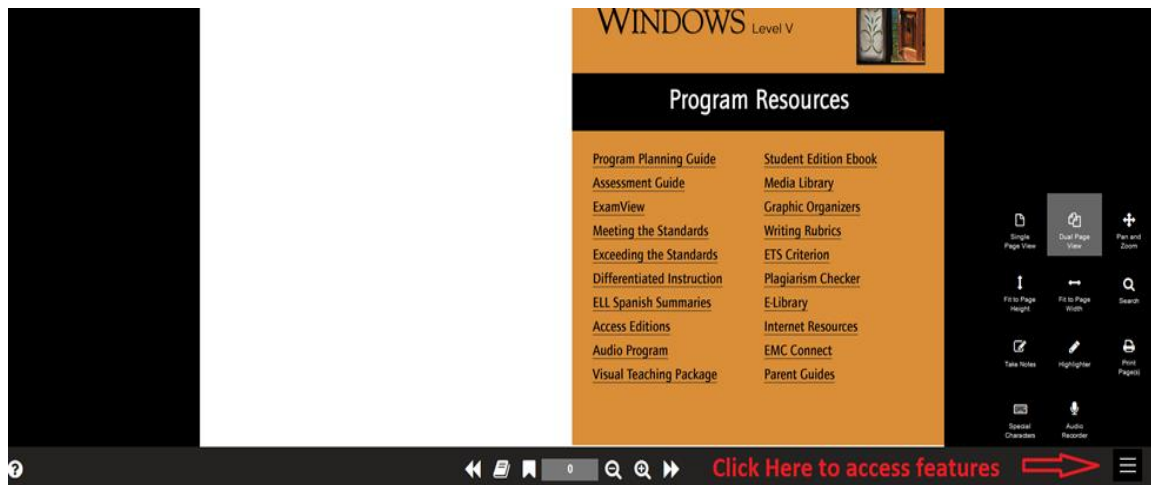 WINDOWS Level V
Program Resources
Program Planning Guide
Assessment Guide
ExamView
Meeting the Standards
Exceeding the Standards
Differentiated Instruction
ELL Spanish Summaries
Access Editions
Audio Program
Visual Teaching Package
Student Edition Ebook
Media Library
Graphic Organizers
Writing Rubrics
ETS Criterion
Plagiarism Checker
E-Library
Internet Resources
EMC Connect
Parent Guides
Single
Page View
Dual Page
View
Pan and
Zoom
Fit to Page
Height
Fit to Page
Width
Search
Take Notes
Highlighter
Print
Page(s)
Special
Characters
Audio
Recorder
?
0
Click Here to access features